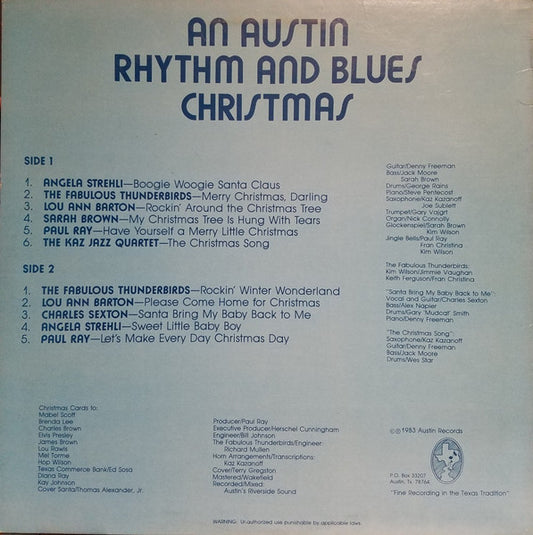 AN AUSTIN
RHYTHM AND BLUES
CHRISTMAS
SIDE 1
1. ANGELA STREHLI—Boogie Woogie Santa Claus
2. THE FABULOUS THUNDERBIRDS—Merry Christmas, Darling
3. LOU ANN BARTON—Rockin' Around the Christmas Tree
4. SARAH BROWN—My Christmas Tree Is Hung With Tears
5. PAUL RAY—Have Yourself a Merry Little Christmas
6. THE KAZ JAZZ QUARTET—The Christmas Song
SIDE 2
1. THE FABULOUS THUNDERBIRDS—Rockin' Winter Wonderland
2. LOU ANN BARTON—Please Come Home for Christmas
3. CHARLES SEXTON—Santa Bring My Baby Back to Me
4. ANGELA STREHLI—Sweet Little Baby Boy
5. PAUL RAY—Let's Make Every Day Christmas Day
Guitar/Denny Freeman
Bass/Jack Moore
Sarah Brown
Drums/George Rains
Piano/Steve Pentecost
Saxophone/Kaz Kazanoff
Joe Sublett
Trumpet/Gary Vajgrt
Organ/Nick Connolly
Glockenspiel/Sarah Brown
Kim Wilson
Jingle Bells/Paul Ray
Fran Christina
Kim Wilson
The Fabulous Thunderbirds:
Kim Wilson/Jimmie Vaughan
Keith Ferguson/Fran Christina
"Santa Bring My Baby Back to Me":
Vocal and Guitar/Charles Sexton
Bass/Alex Napier
Drums/Gary 'Mudcat' Smith
Piano/Denny Freeman
"The Christmas Song":
Saxophone/Kaz Kazanoff
Guitar/Denny Freeman
Bass/Jack Moore
Drums/Wes Star
Christmas Cards to:
Mabel Scott
Brenda Lee
Charles Brown
Elvis Presley
James Brown
Lou Rawls
Mel Torme
Hop Wilson
Texas Commerce Bank/Ed Sosa
Diana Ray
Kay Johnson
Cover Santa/Thomas Alexander, Jr.
Producer/Paul Ray
Executive Producer/Herschel Cunningham
Engineer/Bill Johnson
The Fabulous Thunderbirds/Engineer:
Richard Mullen
Horn Arrangements/Transcriptions:
Kaz Kazanoff
Cover/Terry Gregston
Mastered/Wakefield
Recorded/Mixed:
Austin's Riverside Sound
©℗ 1983 Austin Records
P.O. Box 33207
Austin, Tx 78764
"Fine Recording in the Texas Tradition"
WARNING: Un-authorized use punishable by applicable laws.